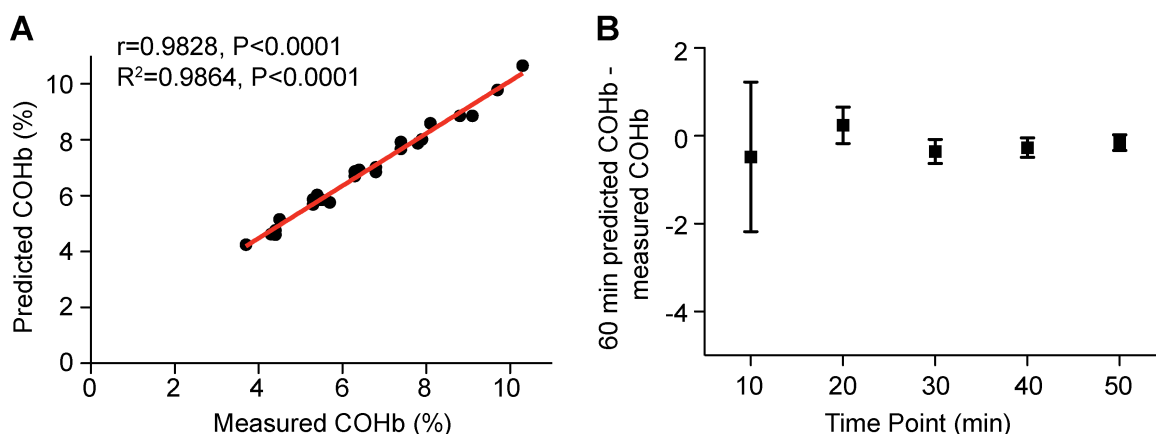 A
r=0.9828, P<0.0001
R²=0.9864, P<0.0001
10
8
6
4
2
0
Predicted COHb (%)
0 2 4 6 8 10
Measured COHb (%)
B
60 min predicted COHb -
measured COHb
2
0
-2
-4
10 20 30 40 50
Time Point (min)